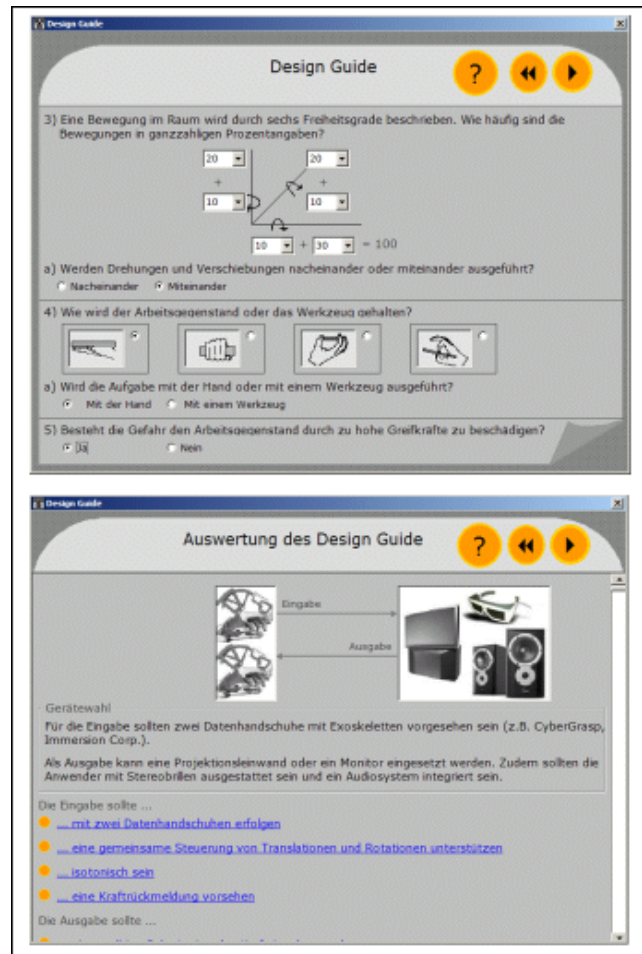 Design Guide
Design Guide
?
3) Eine Bewegung im Raum wird durch sechs Freiheitsgrade beschrieben. Wie häufig sind die
Bewegungen in ganzzahligen Prozentangaben?
20 20
+ +
10 10
10 + 30 = 100
a) Werden Drehungen und Verschiebungen nacheinander oder miteinander ausgeführt?
Nacheinander Miteinander
4) Wie wird der Arbeitsgegenstand oder das Werkzeug gehalten?
a) Wird die Aufgabe mit der Hand oder mit einem Werkzeug ausgeführt?
Mit der Hand Mit einem Werkzeug
5) Besteht die Gefahr den Arbeitsgegenstand durch zu hohe Greifkräfte zu beschädigen?
Ja Nein
Design Guide
Auswertung des Design Guide
?
Eingabe
Ausgabe
Gerätewahl
Für die Eingabe sollten zwei Datenhandschuhe mit Exoskeletten vorgesehen sein (z.B. CyberGrasp,
Immersion Corp.).
Als Ausgabe kann eine Projektionsleinwand oder ein Monitor eingesetzt werden. Zudem sollten die
Anwender mit Stereobrillen ausgestattet sein und ein Audiosystem integriert sein.
Die Eingabe sollte ...
... mit zwei Datenhandschuhen erfolgen
... eine gemeinsame Steuerung von Translationen und Rotationen unterstützen
... isotonisch sein
... eine Kraftrückmeldung vorsehen
Die Ausgabe sollte ...